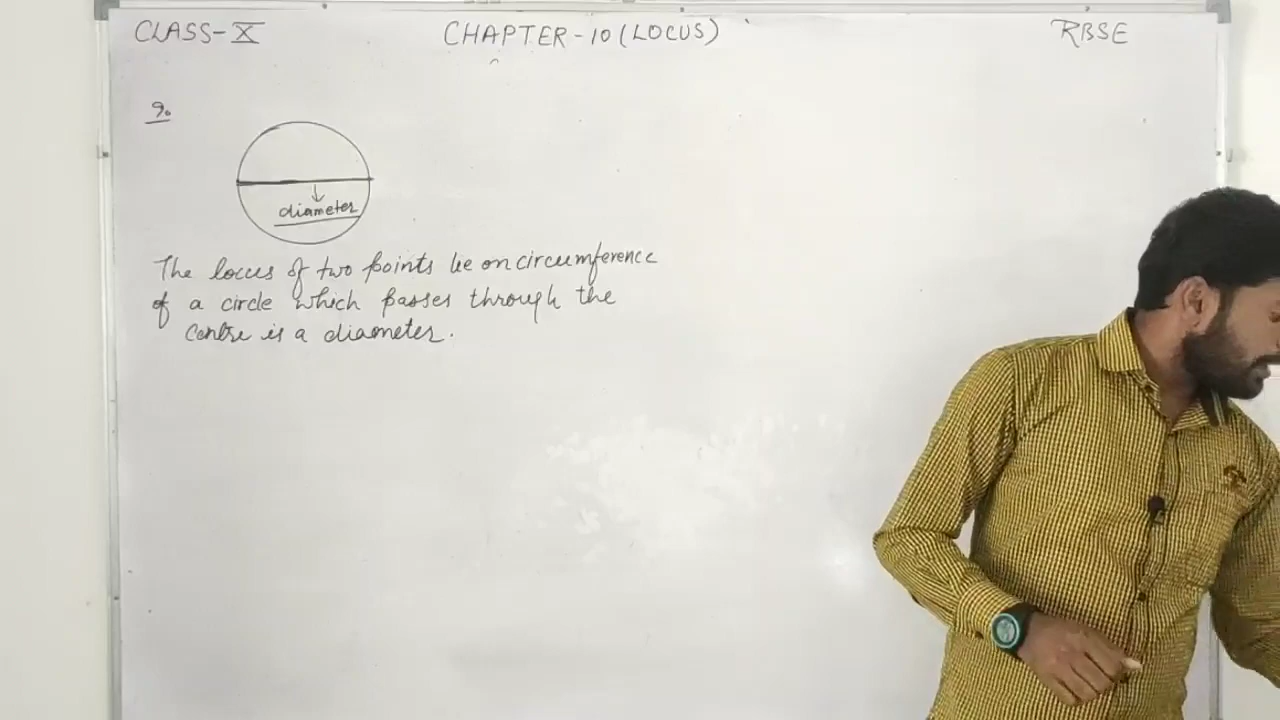 CLASS-X
CHAPTER-10 (LOCUS)
RBSE
9.
diameter
The locus of two points lie on circumference
of a circle which passes through the
centre is a diameter.